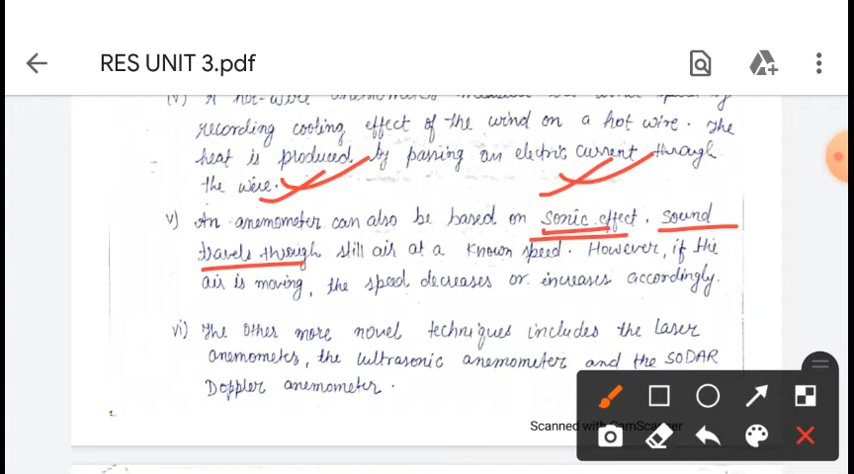 RES UNIT 3.pdf
recording cooling effect of the wind on a hot wire. The
heat is produced by passing an electric current through
the wire.
v) An anemometer can also be based on sonic effect. Sound
travels through still air at a known speed. However, if the
air is moving, the speed decreases or increases accordingly.
vi) The other more novel techniques includes the laser
anemometer, the ultrasonic anemometer and the SODAR
Doppler anemometer.
Scanned with CamScanner